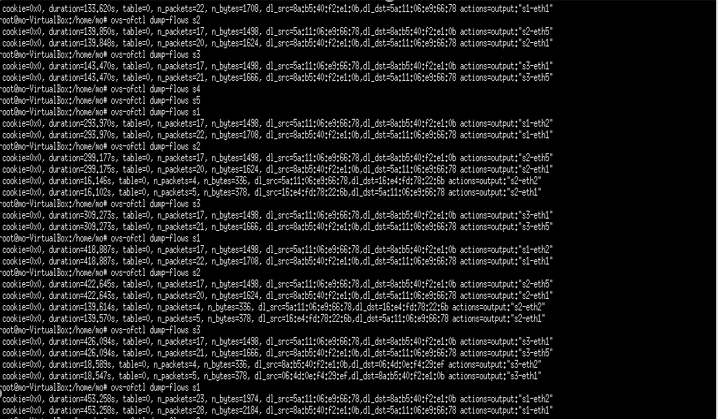 cookie=0x0, duration=133,620s, table=0, n_packets=22, n_bytes=1708, dl_src=8a:b5:40:f2:e1:0b,dl_dst=5a:11:06:e9:66:78 actions=output:"s1-eth1"
root@mo-VirtualBox:/home/mo# ovs-ofctl dump-flows s2
cookie=0x0, duration=139,850s, table=0, n_packets=17, n_bytes=1498, dl_src=5a:11:06:e9:66:78,dl_dst=8a:b5:40:f2:e1:0b actions=output:"s2-eth5"
cookie=0x0, duration=139,848s, table=0, n_packets=20, n_bytes=1624, dl_src=8a:b5:40:f2:e1:0b,dl_dst=5a:11:06:e9:66:78 actions=output:"s2-eth1"
root@mo-VirtualBox:/home/mo# ovs-ofctl dump-flows s3
cookie=0x0, duration=143,470s, table=0, n_packets=17, n_bytes=1498, dl_src=5a:11:06:e9:66:78,dl_dst=8a:b5:40:f2:e1:0b actions=output:"s3-eth1"
cookie=0x0, duration=143,470s, table=0, n_packets=21, n_bytes=1666, dl_src=8a:b5:40:f2:e1:0b,dl_dst=5a:11:06:e9:66:78 actions=output:"s3-eth5"
root@mo-VirtualBox:/home/mo# ovs-ofctl dump-flows s4
root@mo-VirtualBox:/home/mo# ovs-ofctl dump-flows s5
root@mo-VirtualBox:/home/mo# ovs-ofctl dump-flows s1
cookie=0x0, duration=293,970s, table=0, n_packets=17, n_bytes=1498, dl_src=5a:11:06:e9:66:78,dl_dst=8a:b5:40:f2:e1:0b actions=output:"s1-eth2"
cookie=0x0, duration=293,970s, table=0, n_packets=22, n_bytes=1708, dl_src=8a:b5:40:f2:e1:0b,dl_dst=5a:11:06:e9:66:78 actions=output:"s1-eth1"
root@mo-VirtualBox:/home/mo# ovs-ofctl dump-flows s2
cookie=0x0, duration=299,177s, table=0, n_packets=17, n_bytes=1498, dl_src=5a:11:06:e9:66:78,dl_dst=8a:b5:40:f2:e1:0b actions=output:"s2-eth5"
cookie=0x0, duration=299,175s, table=0, n_packets=20, n_bytes=1624, dl_src=8a:b5:40:f2:e1:0b,dl_dst=5a:11:06:e9:66:78 actions=output:"s2-eth1"
cookie=0x0, duration=16,146s, table=0, n_packets=4, n_bytes=336, dl_src=5a:11:06:e9:66:78,dl_dst=16:e4:fd:78:22:6b actions=output:"s2-eth2"
cookie=0x0, duration=16,102s, table=0, n_packets=5, n_bytes=378, dl_src=16:e4:fd:78:22:6b,dl_dst=5a:11:06:e9:66:78 actions=output:"s2-eth1"
root@mo-VirtualBox:/home/mo# ovs-ofctl dump-flows s3
cookie=0x0, duration=309,273s, table=0, n_packets=17, n_bytes=1498, dl_src=5a:11:06:e9:66:78,dl_dst=8a:b5:40:f2:e1:0b actions=output:"s3-eth1"
cookie=0x0, duration=309,273s, table=0, n_packets=21, n_bytes=1666, dl_src=8a:b5:40:f2:e1:0b,dl_dst=5a:11:06:e9:66:78 actions=output:"s3-eth5"
root@mo-VirtualBox:/home/mo# ovs-ofctl dump-flows s1
cookie=0x0, duration=418,887s, table=0, n_packets=17, n_bytes=1498, dl_src=5a:11:06:e9:66:78,dl_dst=8a:b5:40:f2:e1:0b actions=output:"s1-eth2"
cookie=0x0, duration=418,887s, table=0, n_packets=22, n_bytes=1708, dl_src=8a:b5:40:f2:e1:0b,dl_dst=5a:11:06:e9:66:78 actions=output:"s1-eth1"
root@mo-VirtualBox:/home/mo# ovs-ofctl dump-flows s2
cookie=0x0, duration=422,645s, table=0, n_packets=17, n_bytes=1498, dl_src=5a:11:06:e9:66:78,dl_dst=8a:b5:40:f2:e1:0b actions=output:"s2-eth5"
cookie=0x0, duration=422,643s, table=0, n_packets=20, n_bytes=1624, dl_src=8a:b5:40:f2:e1:0b,dl_dst=5a:11:06:e9:66:78 actions=output:"s2-eth1"
cookie=0x0, duration=139,614s, table=0, n_packets=4, n_bytes=336, dl_src=5a:11:06:e9:66:78,dl_dst=16:e4:fd:78:22:6b actions=output:"s2-eth2"
cookie=0x0, duration=139,570s, table=0, n_packets=5, n_bytes=378, dl_src=16:e4:fd:78:22:6b,dl_dst=5a:11:06:e9:66:78 actions=output:"s2-eth1"
root@mo-VirtualBox:/home/mo# ovs-ofctl dump-flows s3
cookie=0x0, duration=426,094s, table=0, n_packets=17, n_bytes=1498, dl_src=5a:11:06:e9:66:78,dl_dst=8a:b5:40:f2:e1:0b actions=output:"s3-eth1"
cookie=0x0, duration=426,094s, table=0, n_packets=21, n_bytes=1666, dl_src=8a:b5:40:f2:e1:0b,dl_dst=5a:11:06:e9:66:78 actions=output:"s3-eth5"
cookie=0x0, duration=18,589s, table=0, n_packets=4, n_bytes=336, dl_src=8a:b5:40:f2:e1:0b,dl_dst=06:4d:0e:f4:29:ef actions=output:"s3-eth2"
cookie=0x0, duration=18,547s, table=0, n_packets=5, n_bytes=378, dl_src=06:4d:0e:f4:29:ef,dl_dst=8a:b5:40:f2:e1:0b actions=output:"s3-eth1"
root@mo-VirtualBox:/home/mo# ovs-ofctl dump-flows s1
cookie=0x0, duration=453,258s, table=0, n_packets=23, n_bytes=1974, dl_src=5a:11:06:e9:66:78,dl_dst=8a:b5:40:f2:e1:0b actions=output:"s1-eth2"
cookie=0x0, duration=453,258s, table=0, n_packets=28, n_bytes=2184, dl_src=8a:b5:40:f2:e1:0b,dl_dst=5a:11:06:e9:66:78 actions=output:"s1-eth1"